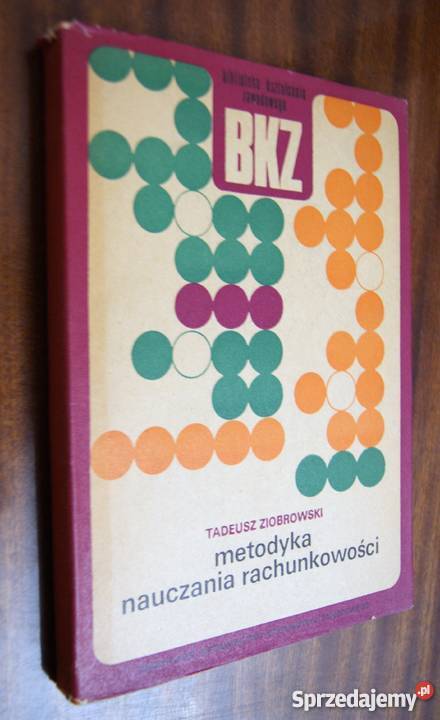 biblioteka kształcenia
zawodowego
BKZ
TADEUSZ ZIOBROWSKI
metodyka
nauczania rachunkowości
Sprzedajemy.pl